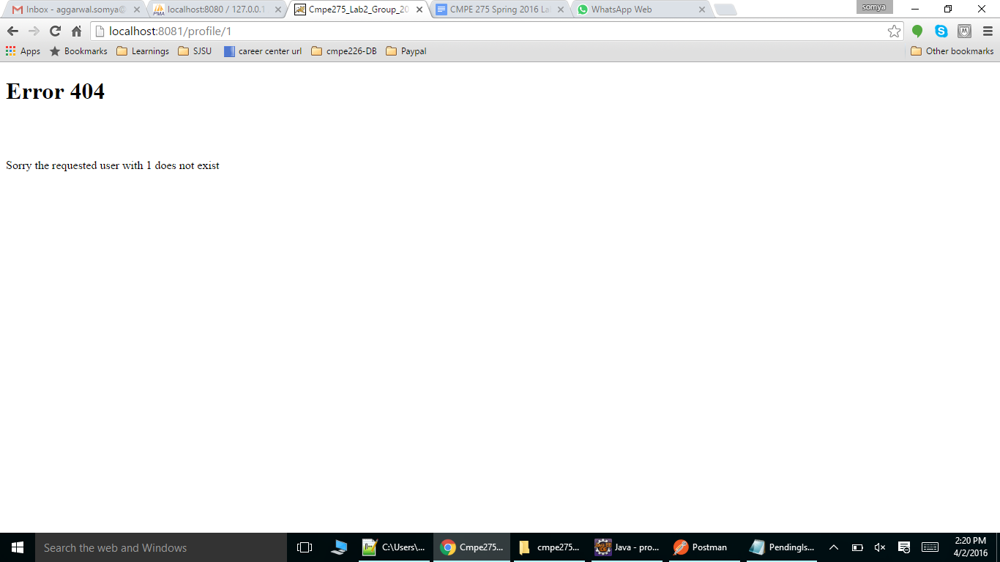 somya
Inbox - aggarwal.somya@
localhost:8080 / 127.0.0.1
Cmpe275_Lab2_Group_20
CMPE 275 Spring 2016 La
WhatsApp Web
localhost:8081/profile/1
Apps
Bookmarks
Learnings
SJSU
career center url
cmpe226-DB
Paypal
Other bookmarks
Error 404
Sorry the requested user with 1 does not exist
Search the web and Windows
C:\Users\...
Cmpe275...
cmpe275...
Java - pro...
Postman
PendingIs...
2:20 PM
4/2/2016